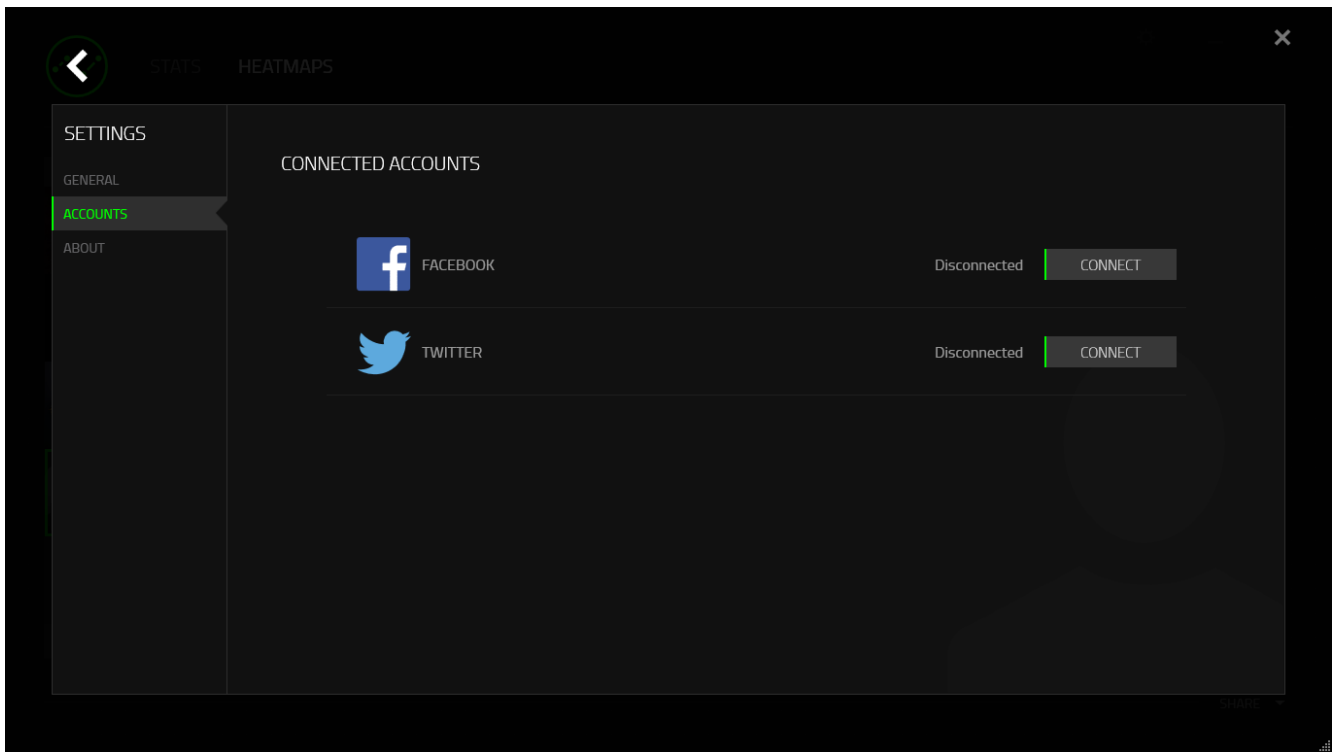 STATS HEATMAPS
SETTINGS
GENERAL
ACCOUNTS
ABOUT
CONNECTED ACCOUNTS
FACEBOOK Disconnected CONNECT
TWITTER Disconnected CONNECT
SHARE